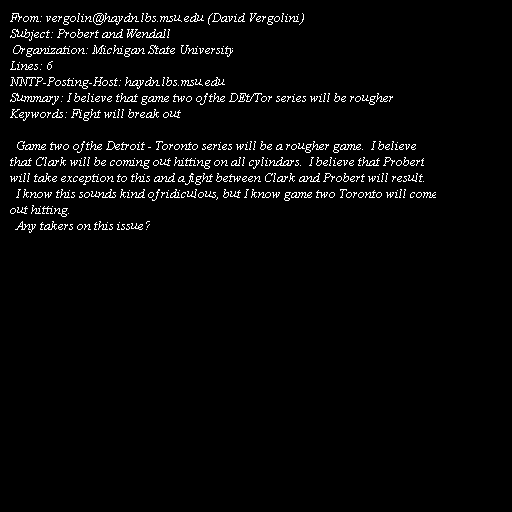 From: vergolin@haydn.lbs.msu.edu (David Vergolini)
Subject: Probert and Wendall
Organization: Michigan State University
Lines: 6
NNTP-Posting-Host: haydn.lbs.msu.edu
Summary: I believe that game two of the DEt/Tor series will be rougher
Keywords: Fight will break out

Game two of the Detroit - Toronto series will be a rougher game.  I believe
that Clark will be coming out hitting on all cylindars.  I believe that Probert
will take exception to this and a fight between Clark and Probert will result.
I know this sounds kind of ridiculous, but I know game two Toronto will come
out hitting.
Any takers on this issue?